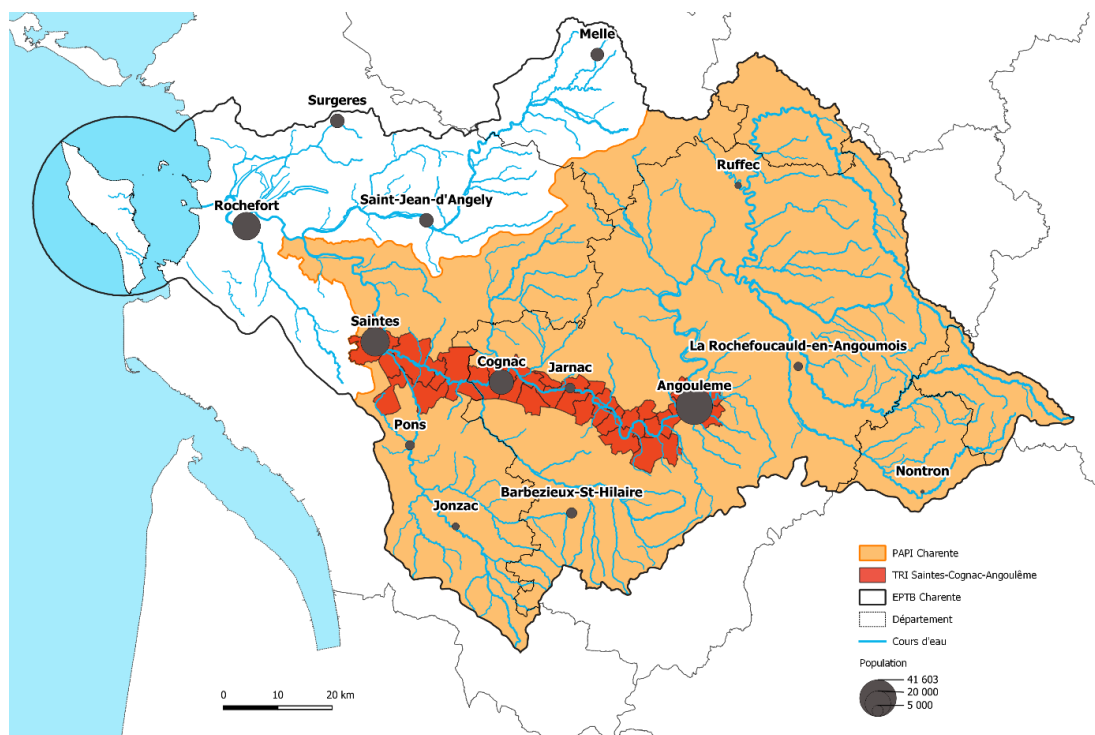 Melle
Surgeres
Ruffec
Saint-Jean-d'Angely
Rochefort
Saintes
La Rochefoucauld-en-Angoumois
Cognac
Jarnac
Angouleme
Pons
Nontron
Barbezieux-St-Hilaire
Jonzac
PAPI Charente
TRI Saintes-Cognac-Angoulême
EPTB Charente
Département
Cours d'eau
Population
41 603
20 000
5 000
0 10 20 km